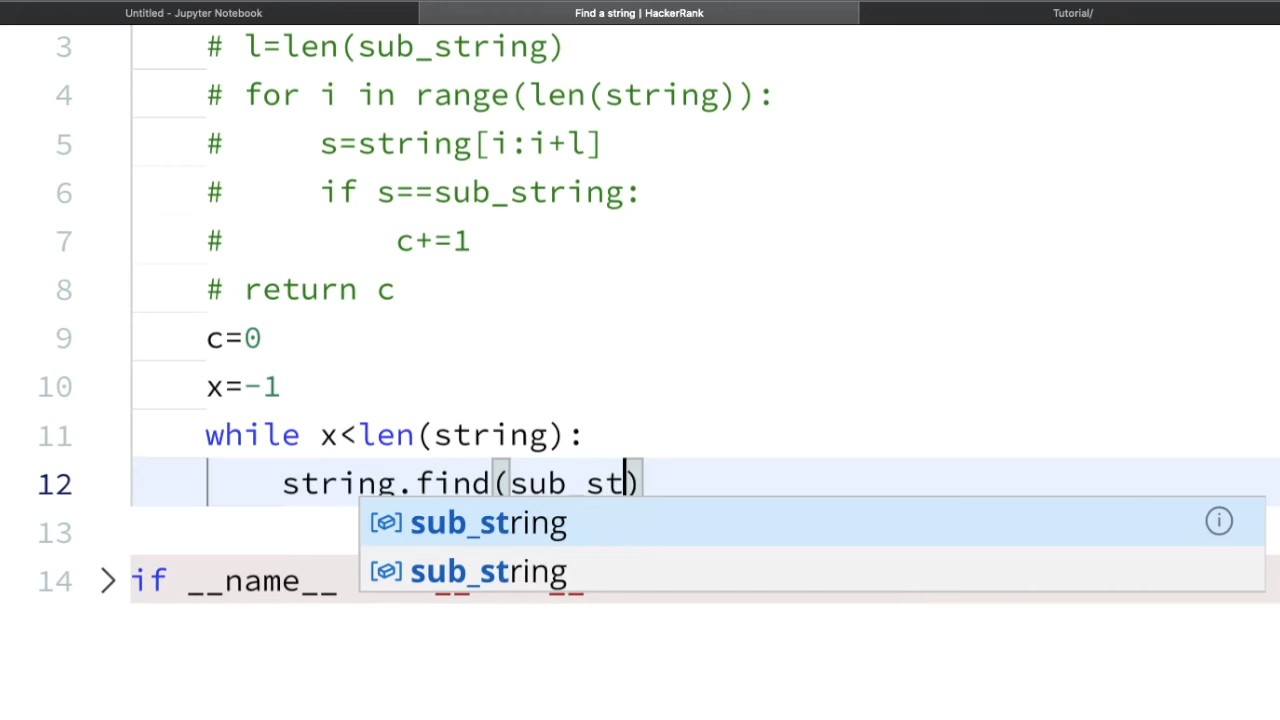 Untitled - Jupyter Notebook
Find a string | HackerRank
Tutorial/
3 # l=len(sub_string)
4 # for i in range(len(string)):
5 # s=string[i:i+l]
6 # if s==sub_string:
7 # c+=1
8 # return c
9 c=0
10 x=-1
11 while x<len(string):
12 string.find(sub_st)
sub_string
sub_string
13
14 if __name__